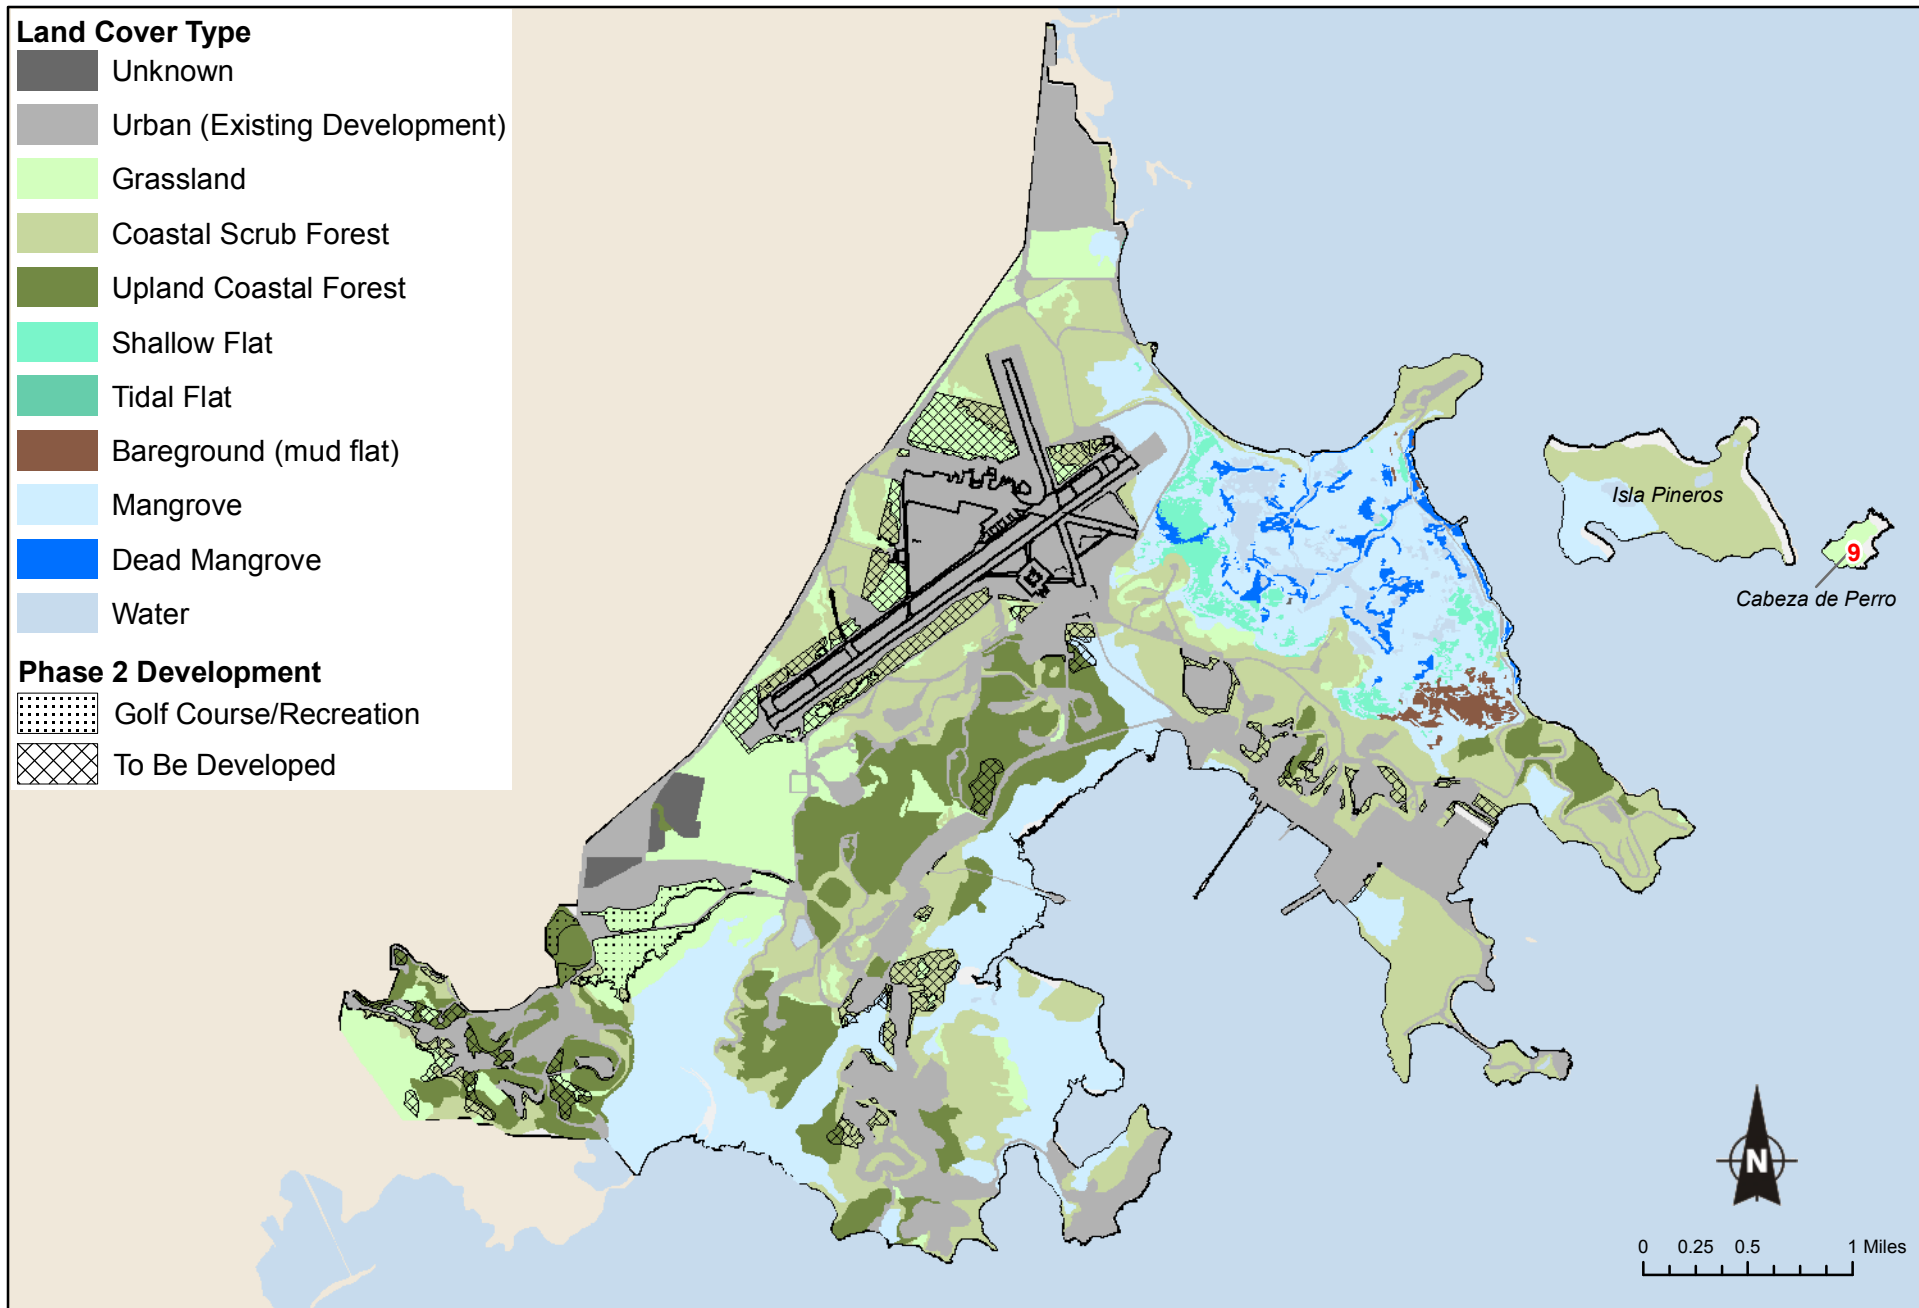 Land Cover Type
Unknown
Urban (Existing Development)
Grassland
Coastal Scrub Forest
Upland Coastal Forest
Shallow Flat
Tidal Flat
Bareground (mud flat)
Mangrove
Dead Mangrove
Water
Phase 2 Development
Golf Course/Recreation
To Be Developed
Isla Pineros
9
Cabeza de Perro
N
0 0.25 0.5 1 Miles